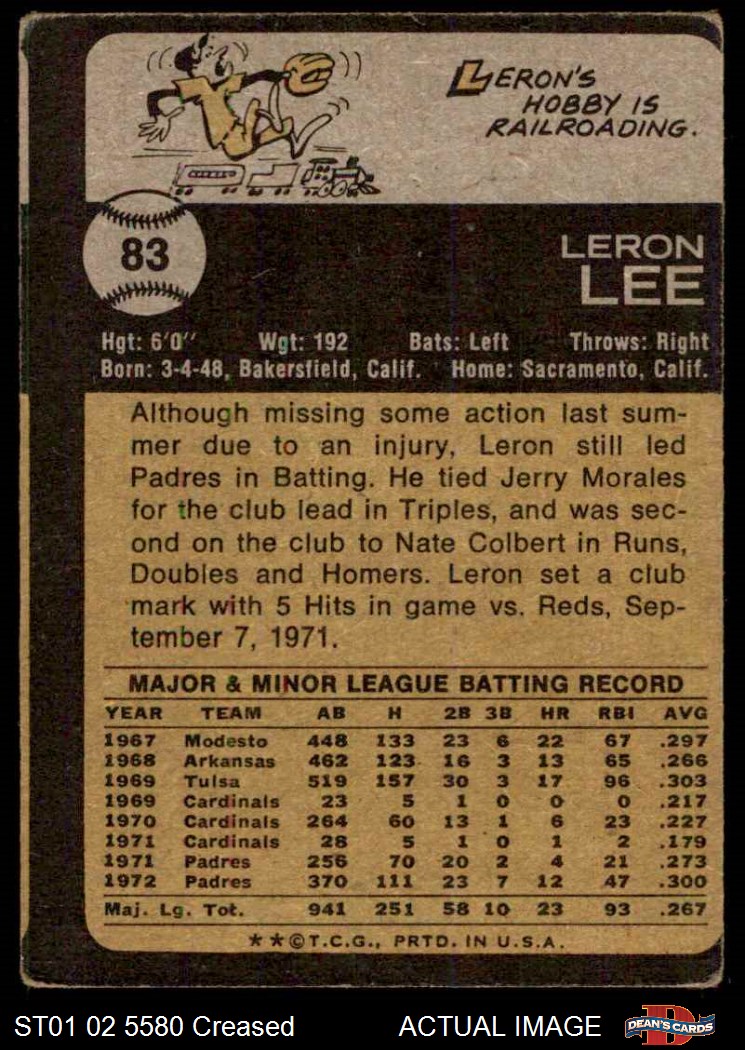 LERON'S
HOBBY IS
RAILROADING.
83
LERON
LEE
Hgt: 6'0" Wgt: 192 Bats: Left Throws: Right
Born: 3-4-48, Bakersfield, Calif. Home: Sacramento, Calif.
Although missing some action last sum-
mer due to an injury, Leron still led
Padres in Batting. He tied Jerry Morales
for the club lead in Triples, and was sec-
ond on the club to Nate Colbert in Runs,
Doubles and Homers. Leron set a club
mark with 5 Hits in game vs. Reds, Sep-
tember 7, 1971.
MAJOR & MINOR LEAGUE BATTING RECORD
YEAR TEAM AB H 2B 3B HR RBI AVG
1967 Modesto 448 133 23 6 22 67 .297
1968 Arkansas 462 123 16 3 13 65 .266
1969 Tulsa 519 157 30 3 17 96 .303
1969 Cardinals 23 5 1 0 0 0 .217
1970 Cardinals 264 60 13 1 6 23 .227
1971 Cardinals 28 5 1 0 1 2 .179
1971 Padres 256 70 20 2 4 21 .273
1972 Padres 370 111 23 7 12 47 .300
Maj. Lg. Tot. 941 251 58 10 23 93 .267
**©T.C.G., PRTD. IN U.S.A.
ST01 02 5580 Creased ACTUAL IMAGE
D
DEAN'S CARDS